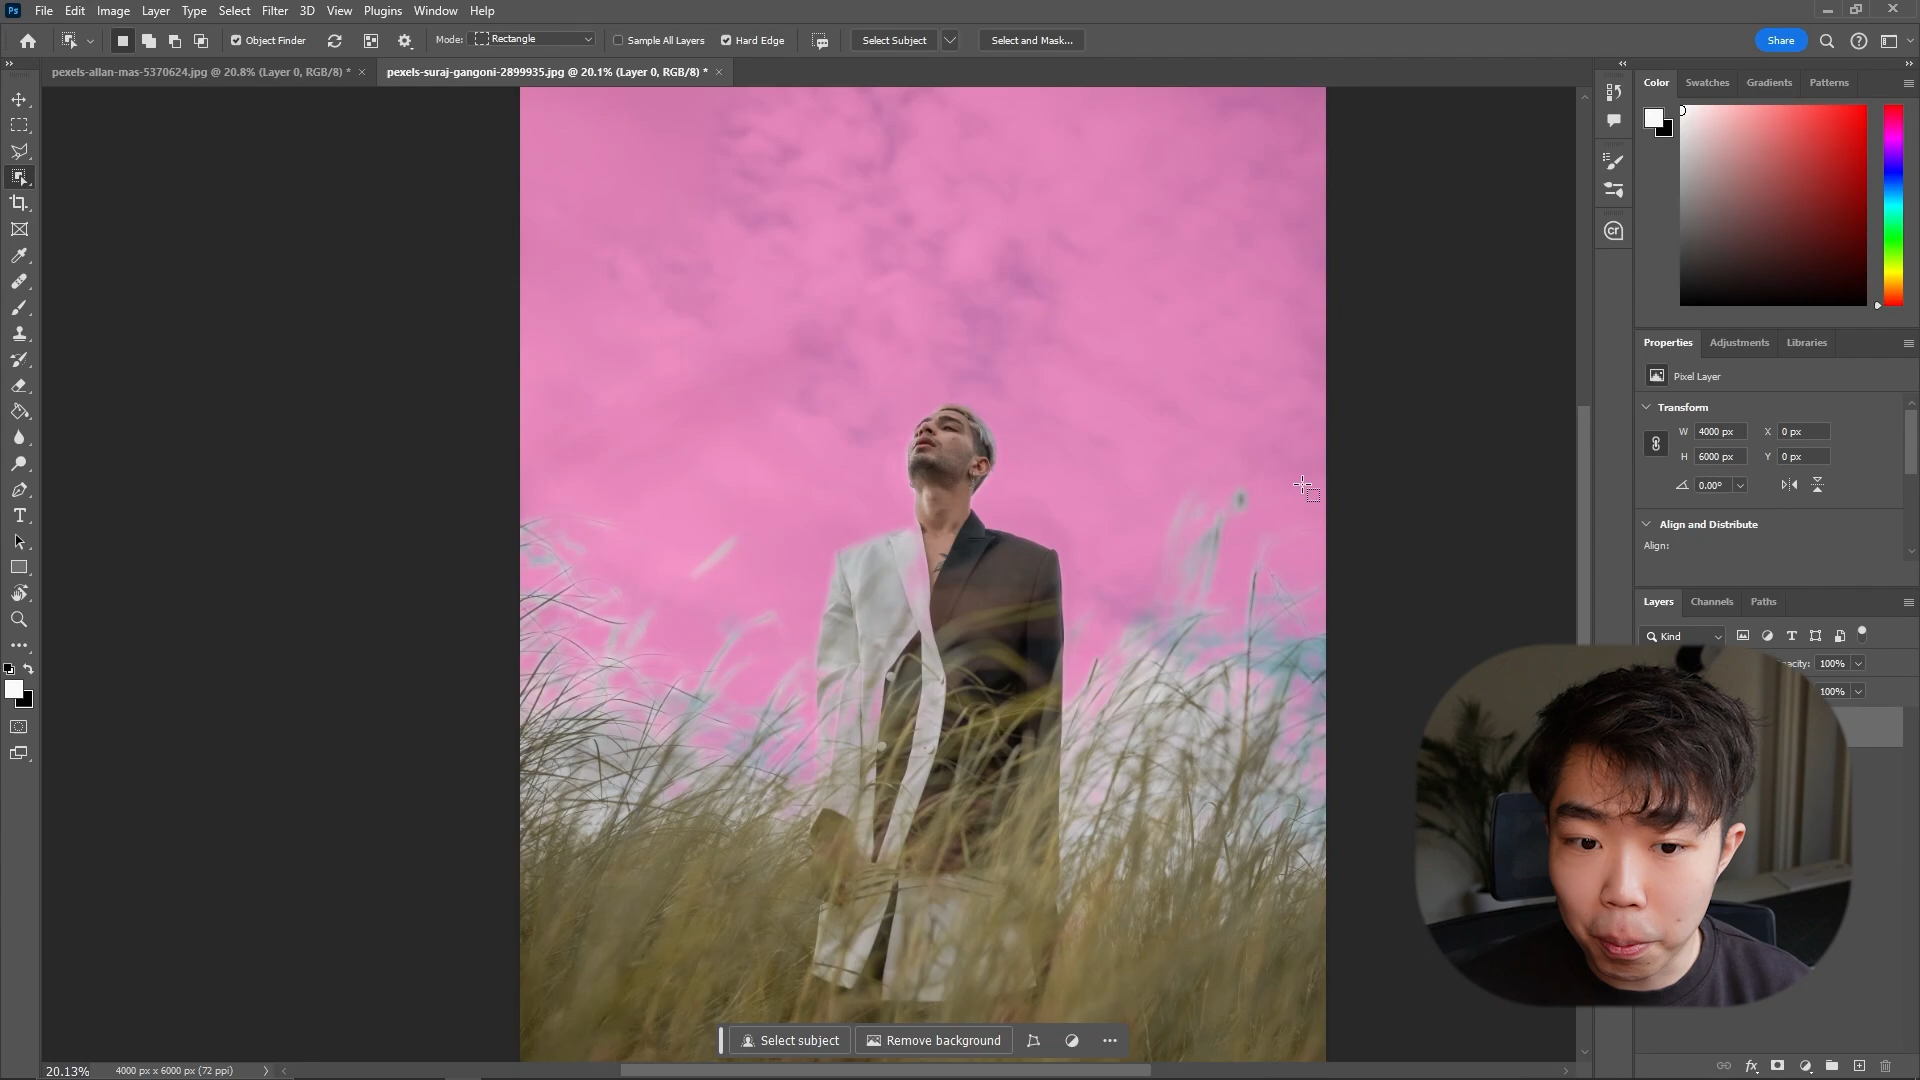 Ps File Edit Image Layer Type Select Filter 3D View Plugins Window Help
Object Finder Mode: Rectangle Sample All Layers Hard Edge Select Subject Select and Mask... Share
pexels-allan-mas-5370624.jpg @ 20.8% (Layer 0, RGB/8) * × pexels-suraj-gangoni-2899935.jpg @ 20.1% (Layer 0, RGB/8) * ×
Color Swatches Gradients Patterns
cr
Properties Adjustments Libraries
Pixel Layer
Transform
W 4000 px X 0 px
H 6000 px Y 0 px
0.00°
Align and Distribute
Align:
Layers Channels Paths
Kind
acity: 100%
100%
Select subject Remove background
20.13% 4000 px x 6000 px (72 ppi)
fx